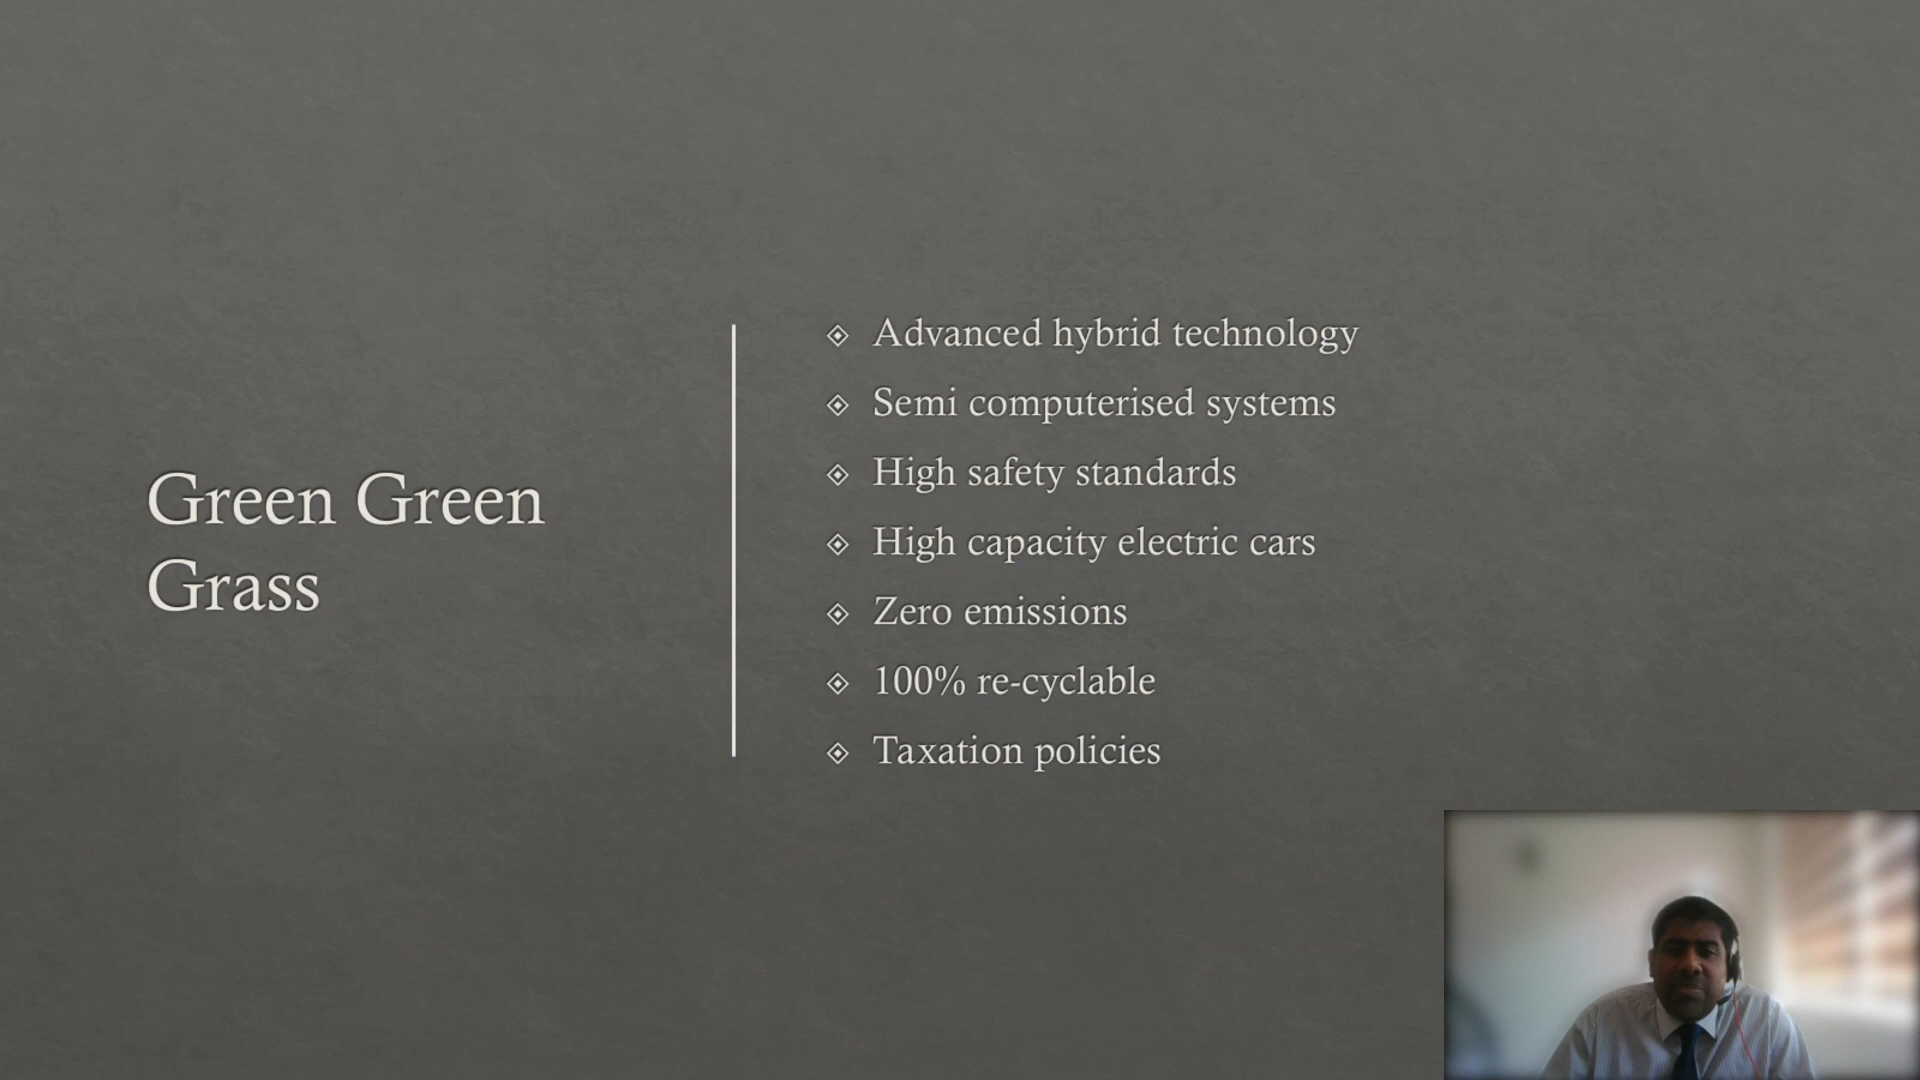 Green Green
Grass
Advanced hybrid technology
Semi computerised systems
High safety standards
High capacity electric cars
Zero emissions
100% re-cyclable
Taxation policies